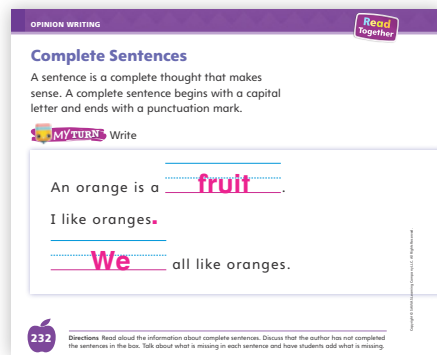 OPINION WRITING
Read
Together
Complete Sentences
A sentence is a complete thought that makes
sense. A complete sentence begins with a capital
letter and ends with a punctuation mark.
MY TURN Write
An orange is a fruit.
I like oranges.
We all like oranges.
232
Directions Read aloud the information about complete sentences. Discuss that the author has not completed
the sentences in the box. Talk about what is missing in each sentence and have students add what is missing.